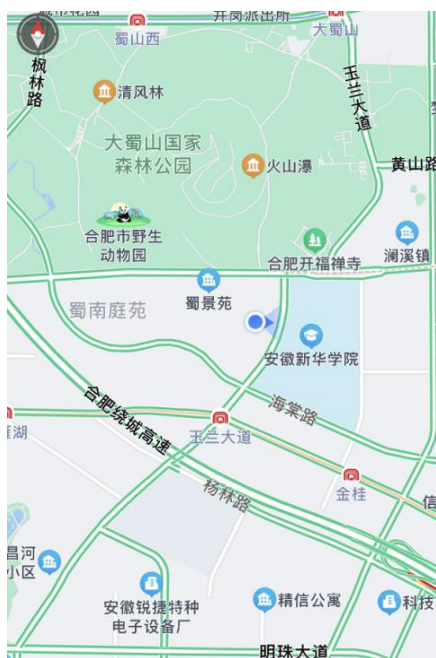 井岗派出所
蜀山西
大蜀山
枫林路
玉兰大道
清风林
大蜀山国家
森林公园
火山瀑
黄山路
合肥市野生
动物园
合肥开福禅寺
澜溪镇
蜀景苑
蜀南庭苑
安徽新华学院
海棠路
合肥绕城高速
玉兰大道
雁湖
杨林路
金桂
信
昌河
小区
安徽锐捷特种
电子设备厂
精信公寓
科技
明珠大道